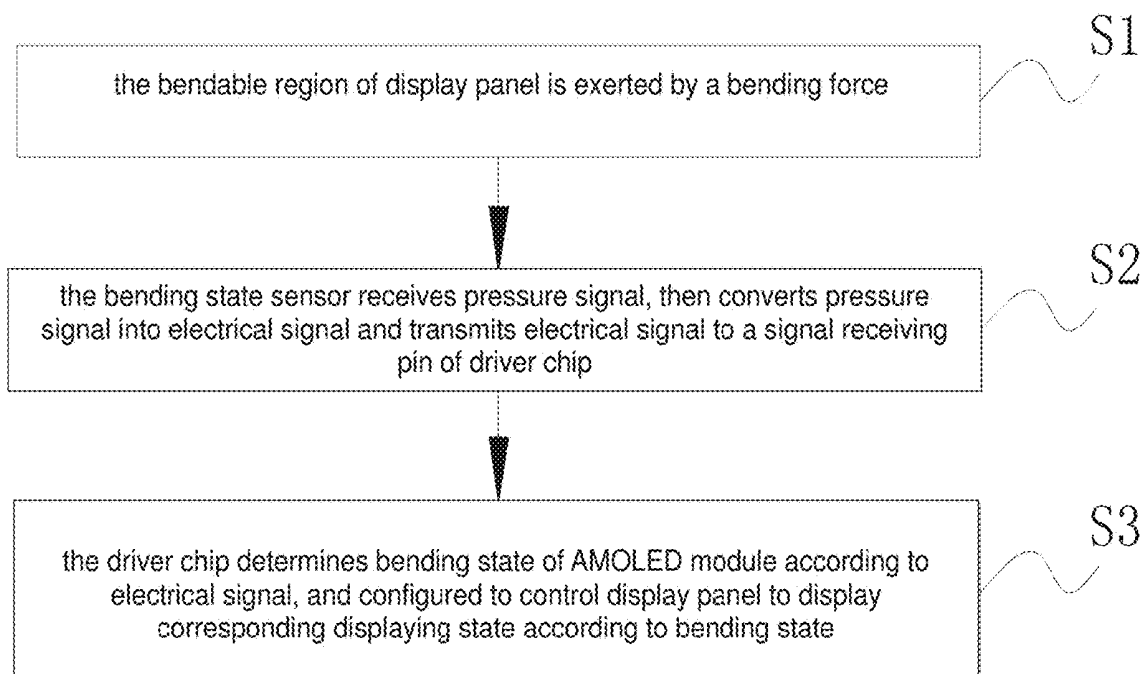 S1
the bendable region of display panel is exerted by a bending force
S2
the bending state sensor receives pressure signal, then converts pressure
signal into electrical signal and transmits electrical signal to a signal receiving
pin of driver chip
S3
the driver chip determines bending state of AMOLED module according to
electrical signal, and configured to control display panel to display
corresponding displaying state according to bending state